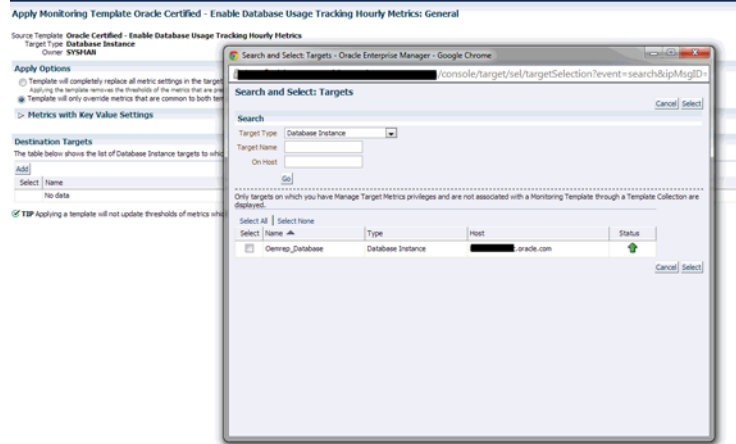 Apply Monitoring Template Oracle Certified - Enable Database Usage Tracking Hourly Metrics: General
Source Template Oracle Certified - Enable Database Usage Tracking Hourly Metrics
Target Type Database Instance
Owner SYSMAN
Apply Options
Template will completely replace all metric settings in the target
Applying the template removes the thresholds of the metrics that are pre
Template will only override metrics that are common to both tem
> Metrics with Key Value Settings
Destination Targets
The table below shows the list of Database Instance targets to whic
Add
Select Name
No data
TIP Applying a template will not update thresholds of metrics whic
Search and Select: Targets - Oracle Enterprise Manager - Google Chrome
/console/target/sel/targetSelection?event=search&ipMsgID=
Search and Select: Targets
Cancel Select
Search
Target Type Database Instance
Target Name
On Host
Go
Only targets on which you have Manage Target Metrics privileges and are not associated with a Monitoring Template through a Template Collection are
displayed.
Select All | Select None
Select Name Type Host Status
Oemrep_Database Database Instance .oracle.com
Cancel Select